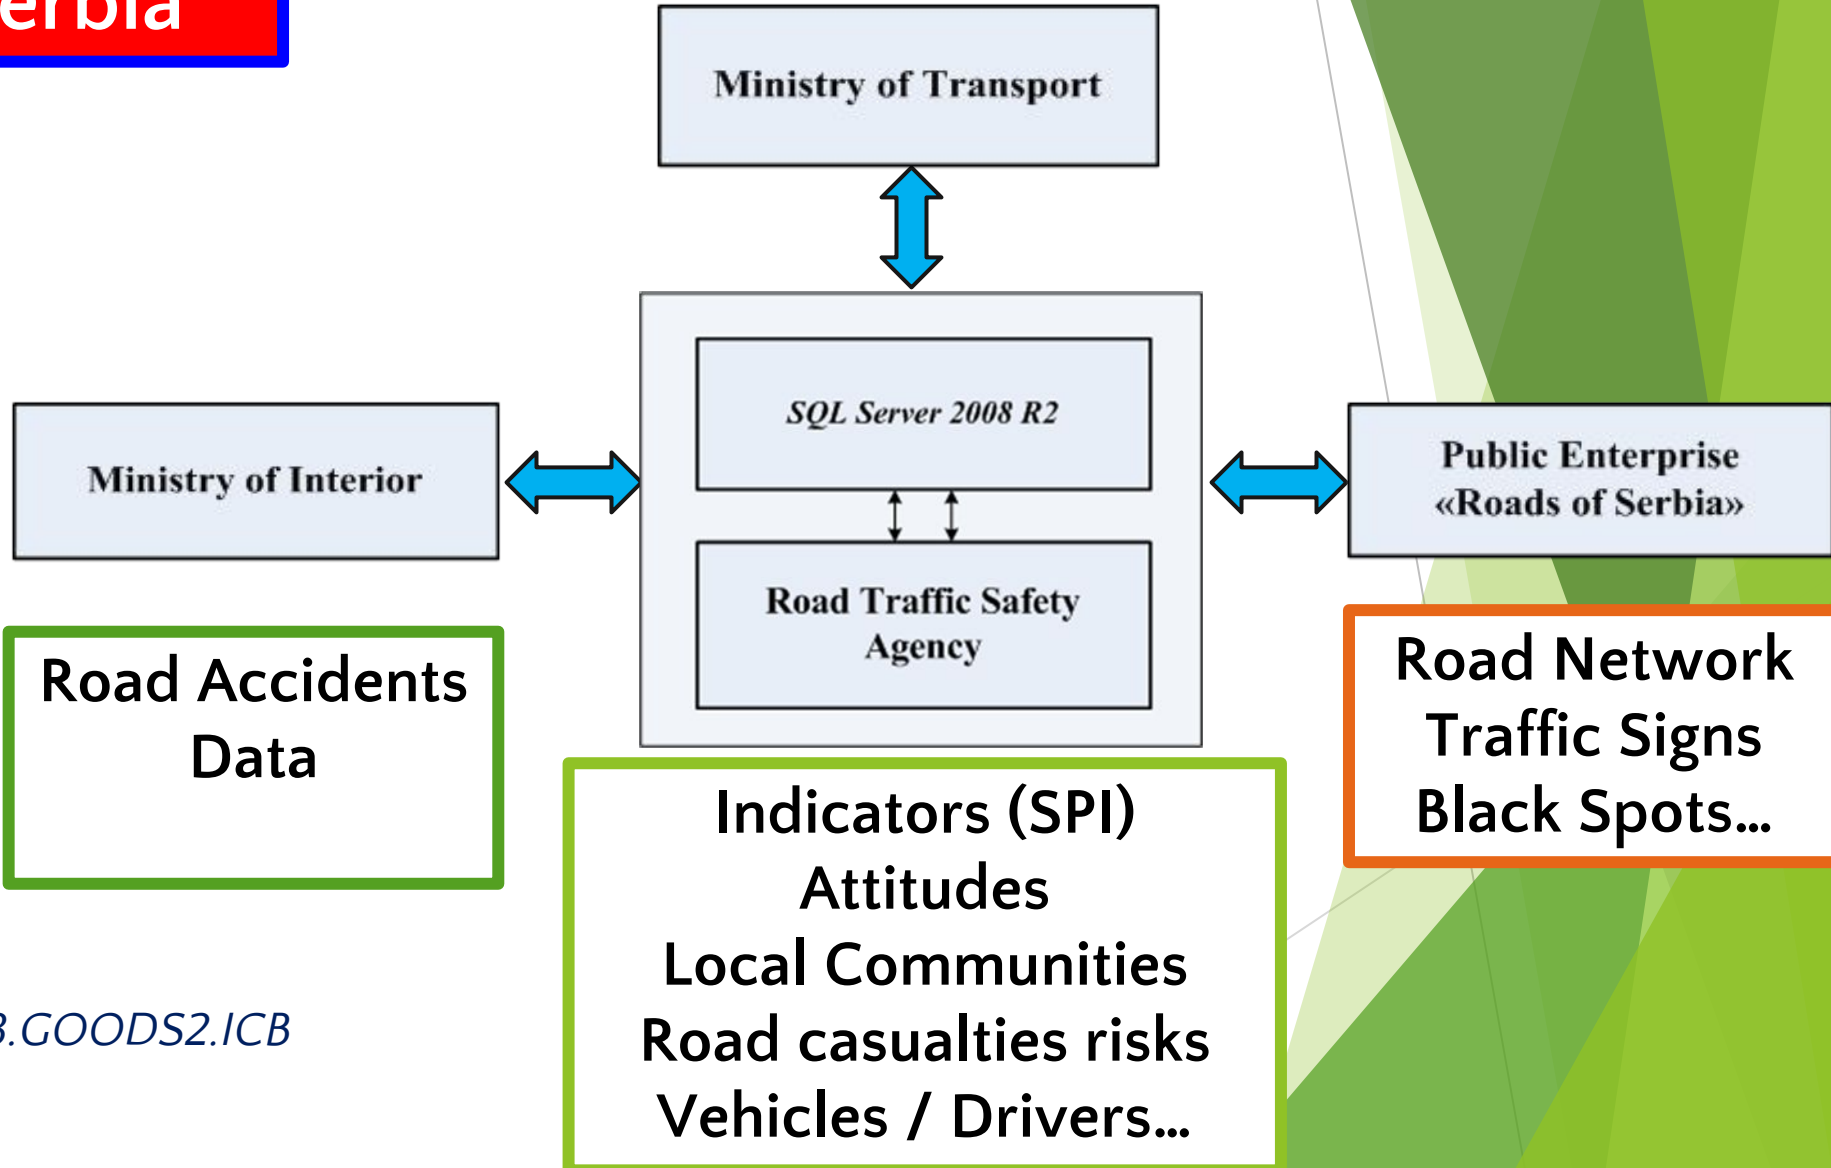 erbia
Ministry of Transport
SQL Server 2008 R2
Ministry of Interior
Public Enterprise
«Roads of Serbia»
Road Traffic Safety
Agency
Road Accidents
Data
Road Network
Traffic Signs
Black Spots...
Indicators (SPI)
Attitudes
Local Communities
Road casualties risks
Vehicles / Drivers...
.GOODS2.ICB